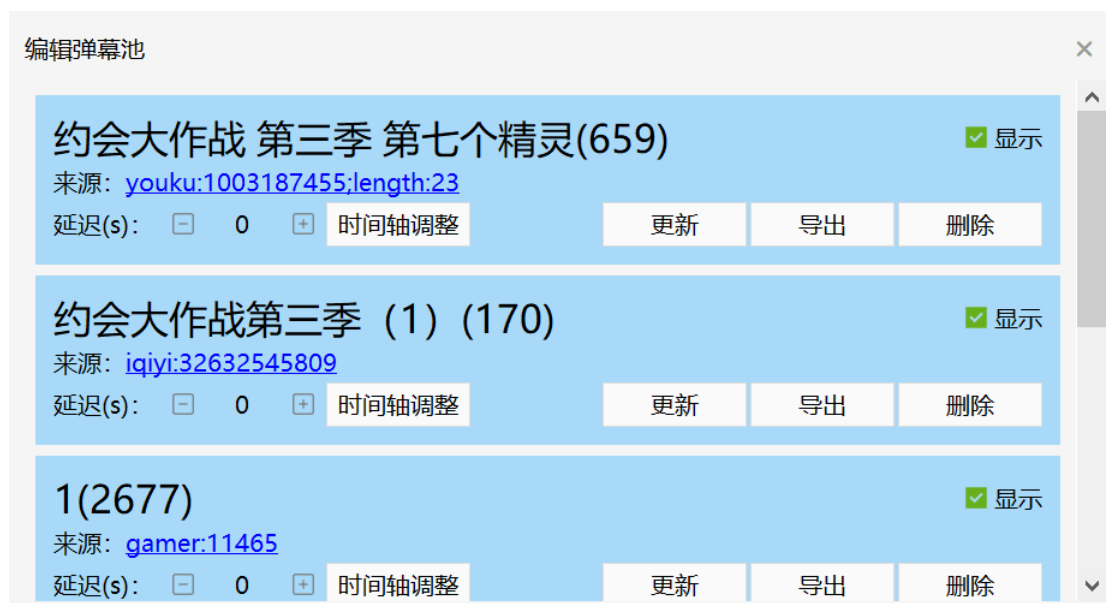 编辑弹幕池
约会大作战 第三季 第七个精灵(659)
显示
来源：youku:1003187455;length:23
延迟(s)： 0 时间轴调整 更新 导出 删除
约会大作战第三季（1）(170)
显示
来源：iqiyi:32632545809
延迟(s)： 0 时间轴调整 更新 导出 删除
1(2677)
显示
来源：gamer:11465
延迟(s)： 0 时间轴调整 更新 导出 删除